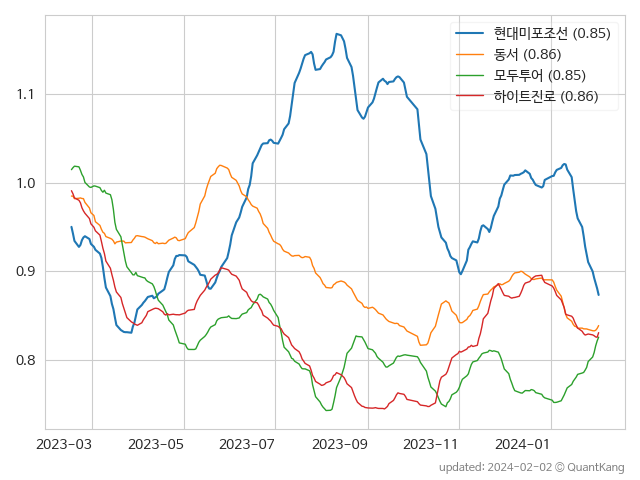 현대미포조선 (0.85)
동서 (0.86)
모두투어 (0.85)
하이트진로 (0.86)
1.1
1.0
0.9
0.8
2023-03 2023-05 2023-07 2023-09 2023-11 2024-01
updated: 2024-02-02 © QuantKang